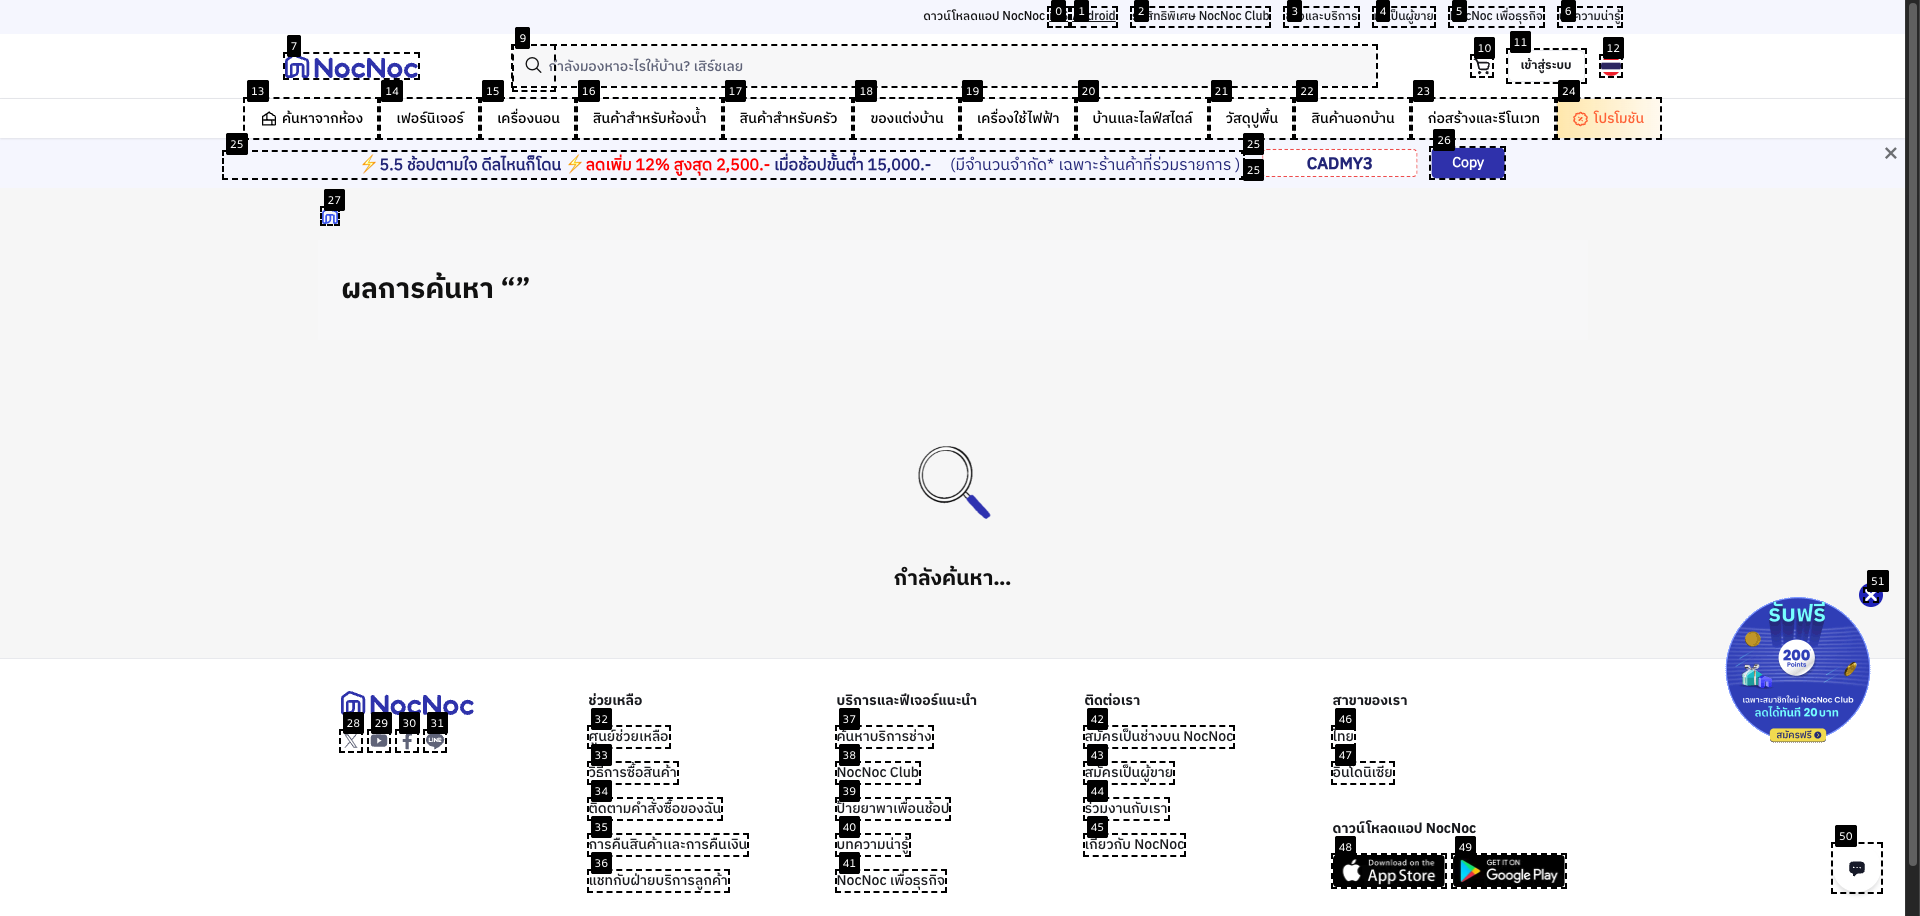 ดาวน์โหลดแอป NocNoc
0
1 Android
2 สิทธิพิเศษ NocNoc Club
3 และบริการ
4 เป็นผู้ขาย
5 NocNoc เพื่อธุรกิจ
6 ความน่ารู้
7 NocNoc
9 กำลังมองหาอะไรให้บ้าน? เสิร์ชเลย
10
11 เข้าสู่ระบบ
12
13 ค้นหาจากห้อง
14 เฟอร์นิเจอร์
15 เครื่องนอน
16 สินค้าสำหรับห้องน้ำ
17 สินค้าสำหรับครัว
18 ของแต่งบ้าน
19 เครื่องใช้ไฟฟ้า
20 บ้านและไลฟ์สไตล์
21 วัสดุปูพื้น
22 สินค้านอกบ้าน
23 ก่อสร้างและรีโนเวท
24 โปรโมชัน
25 ⚡5.5 ช้อปตามใจ ดีลไหนก็โดน ⚡ลดเพิ่ม 12% สูงสุด 2,500.- เมื่อช้อปขั้นต่ำ 15,000.- (มีจำนวนจำกัด* เฉพาะร้านค้าที่ร่วมรายการ )
25
25
CADMY3
26 Copy
27
ผลการค้นหา “”
กำลังค้นหา...
51
รับฟรี
200
Points
เฉพาะสมาชิกใหม่ NocNoc Club
ลดได้ทันที 20 บาท
สมัครฟรี
NocNoc
28
29
30
31
ช่วยเหลือ
32 ศูนย์ช่วยเหลือ
33 วิธีการซื้อสินค้า
34 ติดตามคำสั่งซื้อของฉัน
35 การคืนสินค้าและการคืนเงิน
36 แชทกับฝ่ายบริการลูกค้า
บริการและฟีเจอร์แนะนำ
37 ค้นหาบริการช่าง
38 NocNoc Club
39 ป้ายยาพาเพื่อนช้อป
40 บทความน่ารู้
41 NocNoc เพื่อธุรกิจ
ติดต่อเรา
42 สมัครเป็นช่างบน NocNoc
43 สมัครเป็นผู้ขาย
44 ร่วมงานกับเรา
45 เกี่ยวกับ NocNoc
สาขาของเรา
46 ไทย
47 อินโดนิเซีย
ดาวน์โหลดแอป NocNoc
48 Download on the
App Store
49 GET IT ON
Google Play
50